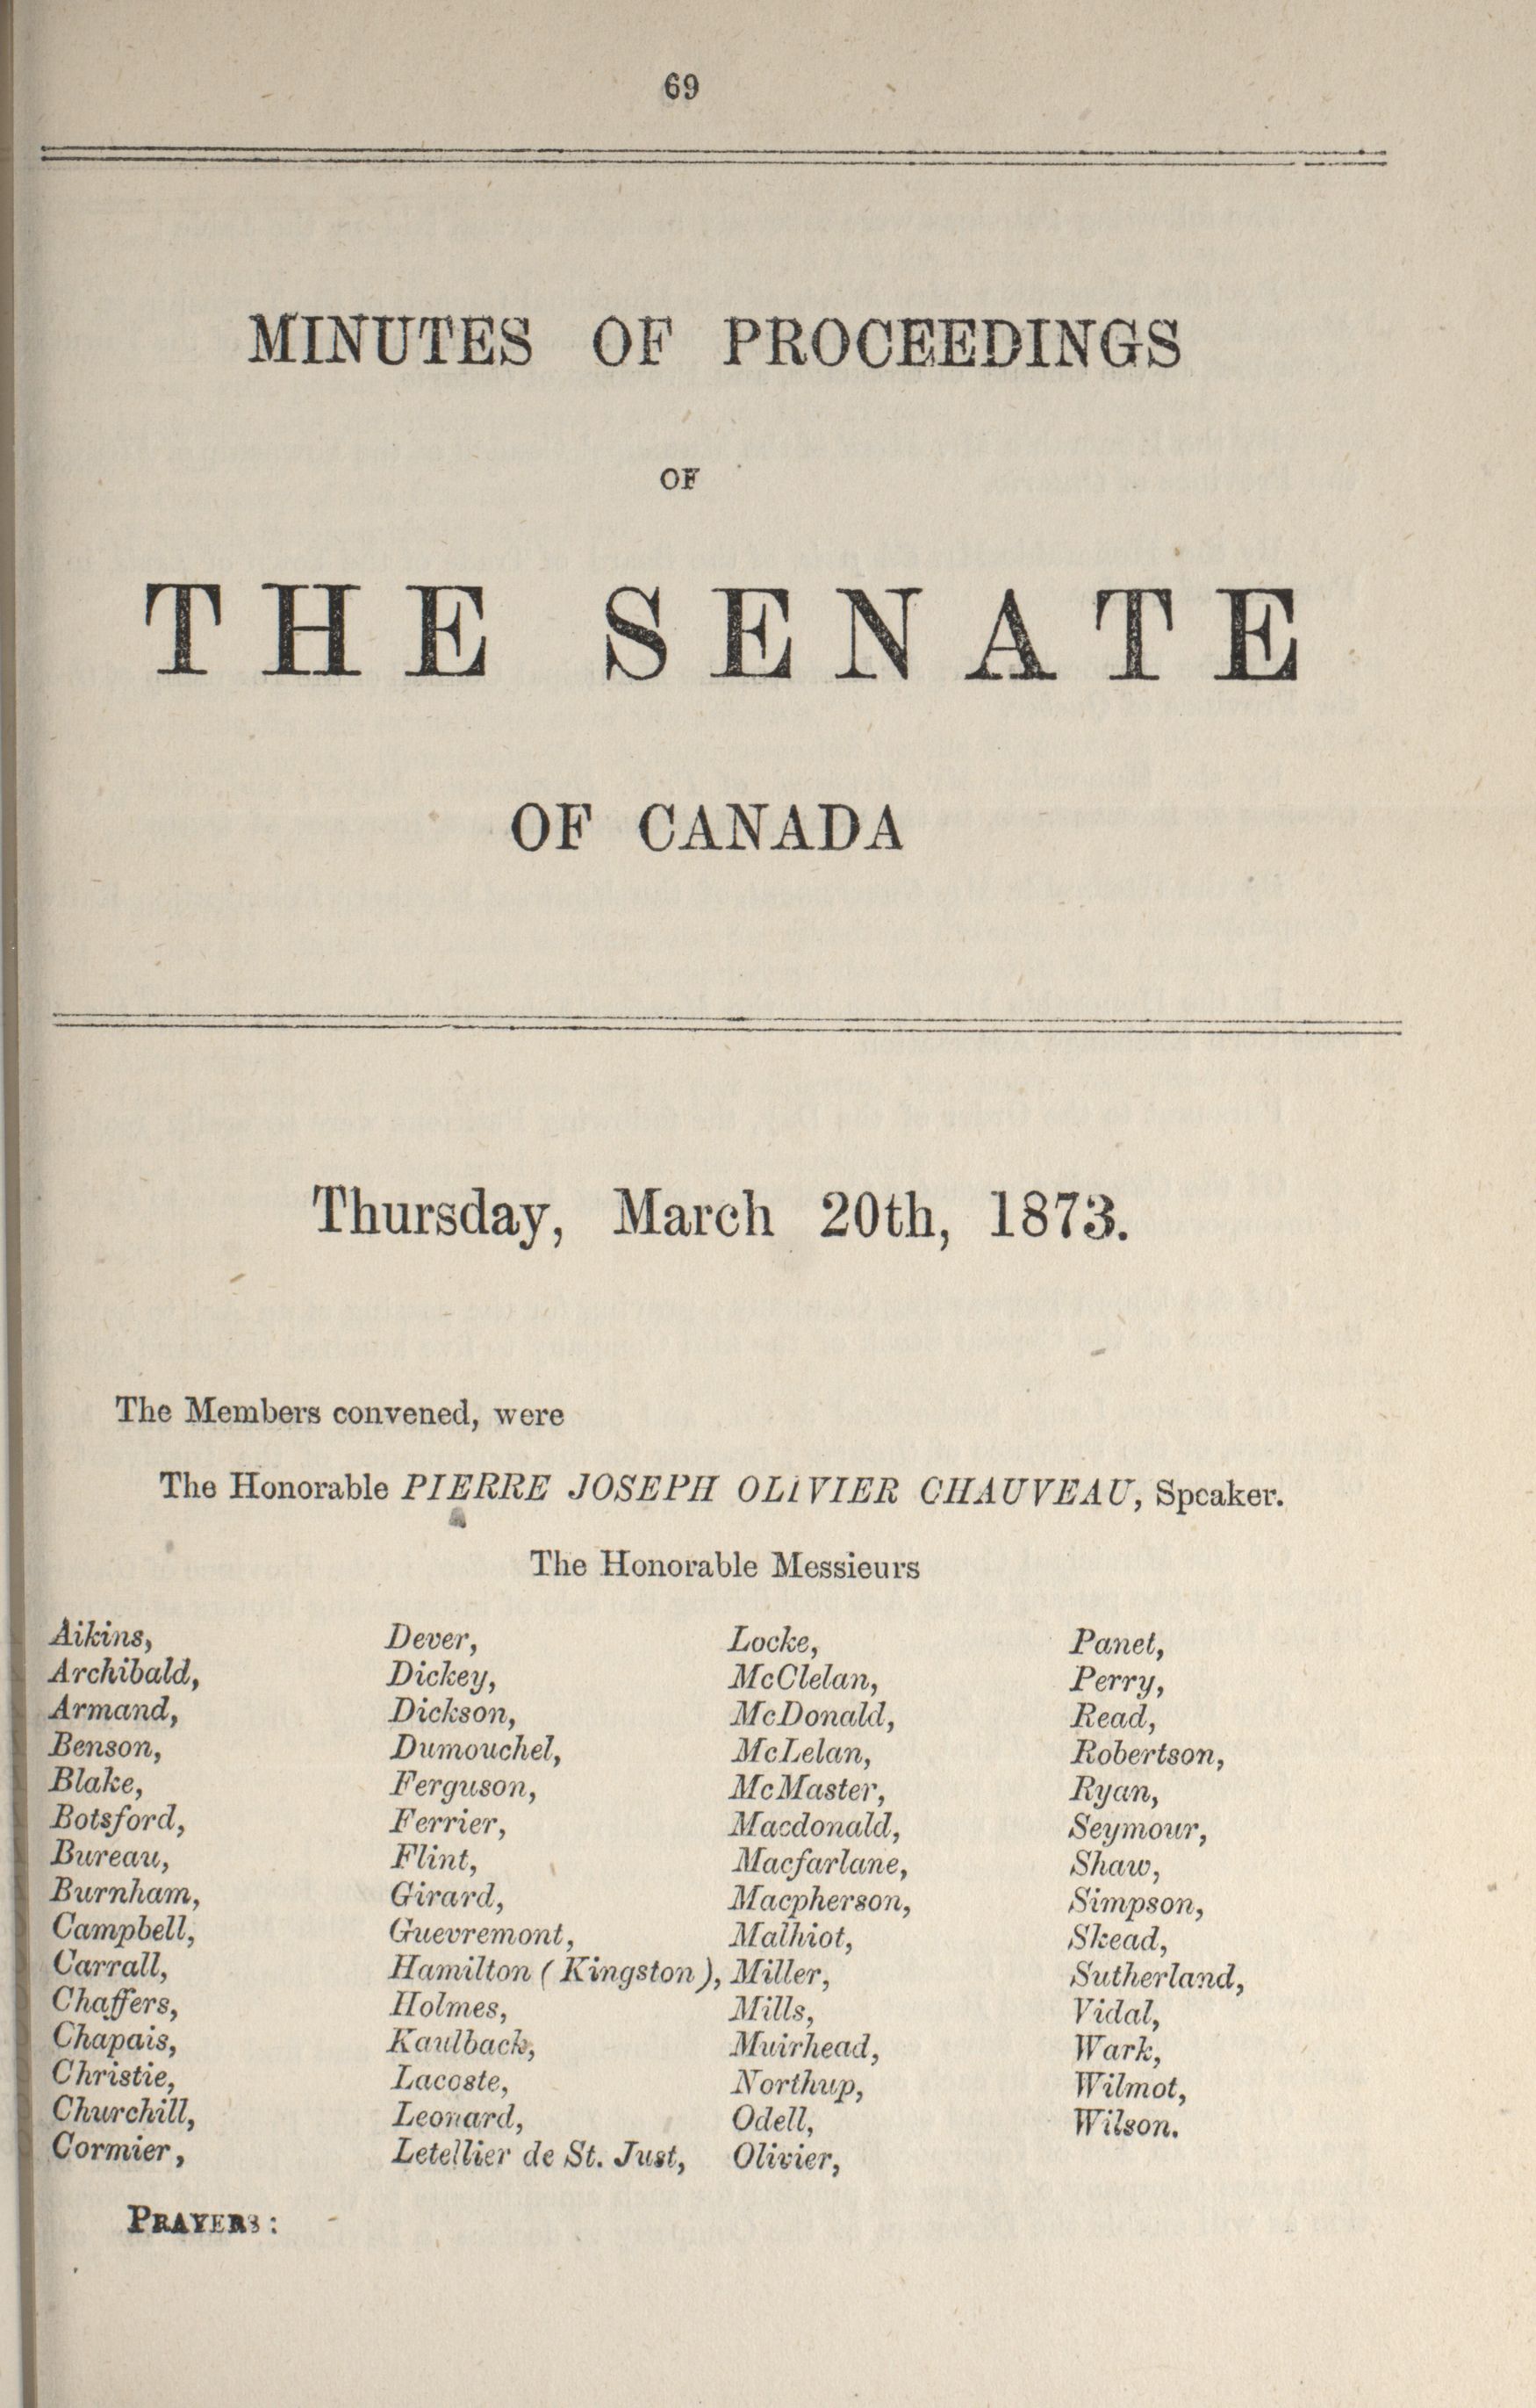 69
MINUTES OF PROCEEDINGS
OF
THE SENATE
OF CANADA
Thursday, March 20th, 1873.
The Members convened, were
The Honorable PIERRE JOSEPH OLIVIER CHAUVEAU, Speaker.
The Honorable Messieurs
Aikins,
Archibald,
Armand,
Benson,
Blake,
Botsford,
Bureau,
Burnham,
Campbell,
Carrall,
Chaffers,
Chapais,
Christie,
Churchill,
Cormier,
Dever,
Dickey,
Dickson,
Dumouchel,
Ferguson,
Ferrier,
Flint,
Girard,
Guevremont,
Hamilton (Kingston),
Holmes,
Kaulback,
Lacoste,
Leonard,
Letellier de St. Just,
Locke,
McClelan,
McDonald,
McLelan,
McMaster,
Macdonald,
Macfarlane,
Macpherson,
Malhiot,
Miller,
Mills,
Muirhead,
Northup,
Odell,
Olivier,
Panet,
Perry,
Read,
Robertson,
Ryan,
Seymour,
Shaw,
Simpson,
Skead,
Sutherland,
Vidal,
Wark,
Wilmot,
Wilson.
PRAYERS: